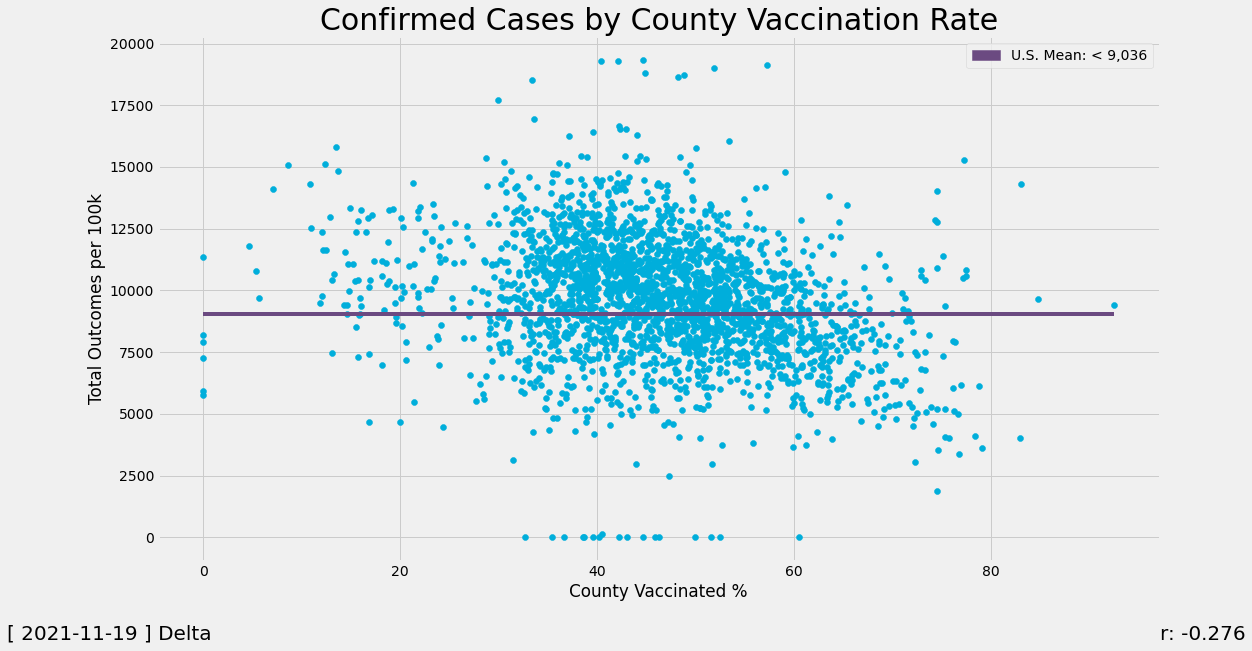 Confirmed Cases by County Vaccination Rate
U.S. Mean: < 9,036
Total Outcomes per 100k
20000
17500
15000
12500
10000
7500
5000
2500
0
0 20 40 60 80
County Vaccinated %
[ 2021-11-19 ] Delta
r: -0.276